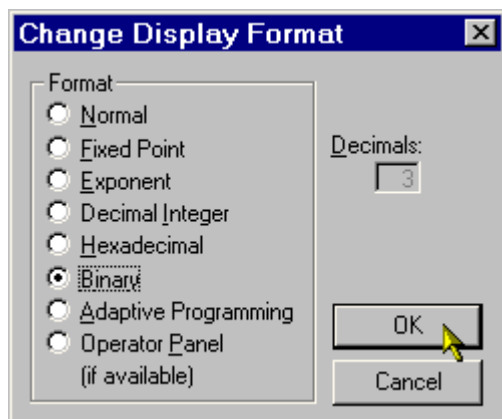 Change Display Format
Format
Normal
Fixed Point
Exponent
Decimal Integer
Hexadecimal
Binary
Adaptive Programming
Operator Panel
(if available)
Decimals:
3
OK
Cancel